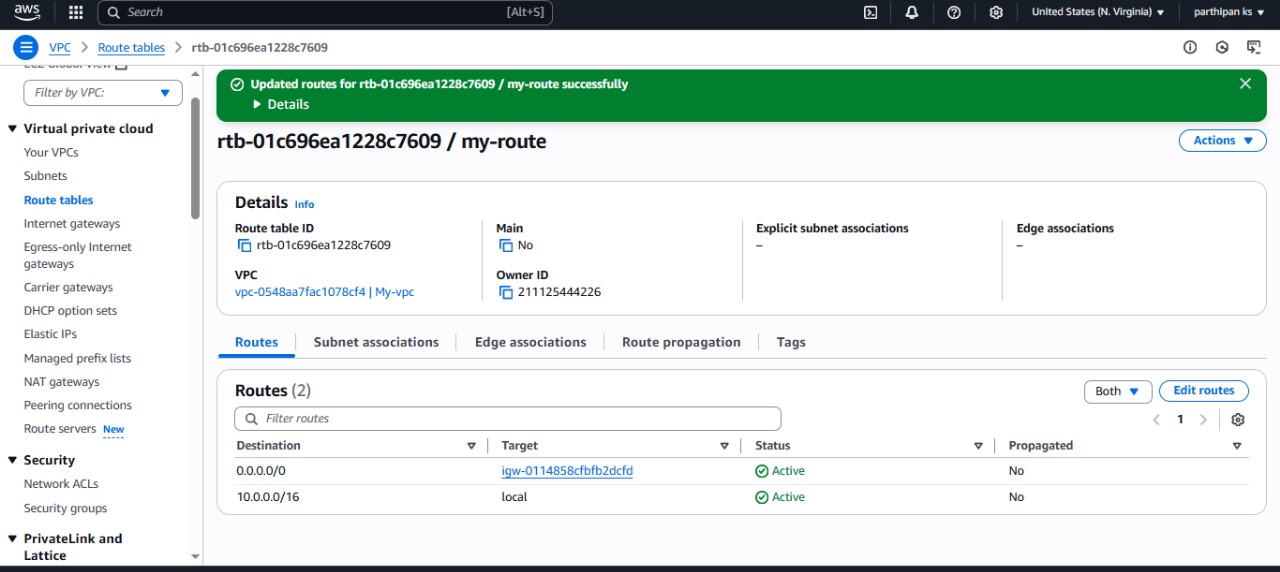 aws
Search [Alt+S]
United States (N. Virginia) parthipan ks
VPC Route tables rtb-01c696ea1228c7609
Filter by VPC:
Virtual private cloud
Your VPCs
Subnets
Route tables
Internet gateways
Egress-only Internet
gateways
Carrier gateways
DHCP option sets
Elastic IPs
Managed prefix lists
NAT gateways
Peering connections
Route servers New
Security
Network ACLs
Security groups
PrivateLink and
Lattice
Updated routes for rtb-01c696ea1228c7609 / my-route successfully
Details
rtb-01c696ea1228c7609 / my-route
Actions
Details Info
Route table ID
rtb-01c696ea1228c7609
VPC
vpc-0548aa7fac1078cf4 | My-vpc
Main
No
Owner ID
211125444226
Explicit subnet associations
–
Edge associations
–
Routes Subnet associations Edge associations Route propagation Tags
Routes (2)
Both Edit routes
Filter routes
1
Destination Target Status Propagated
0.0.0.0/0 igw-0114858cfbfb2dcfd Active No
10.0.0.0/16 local Active No